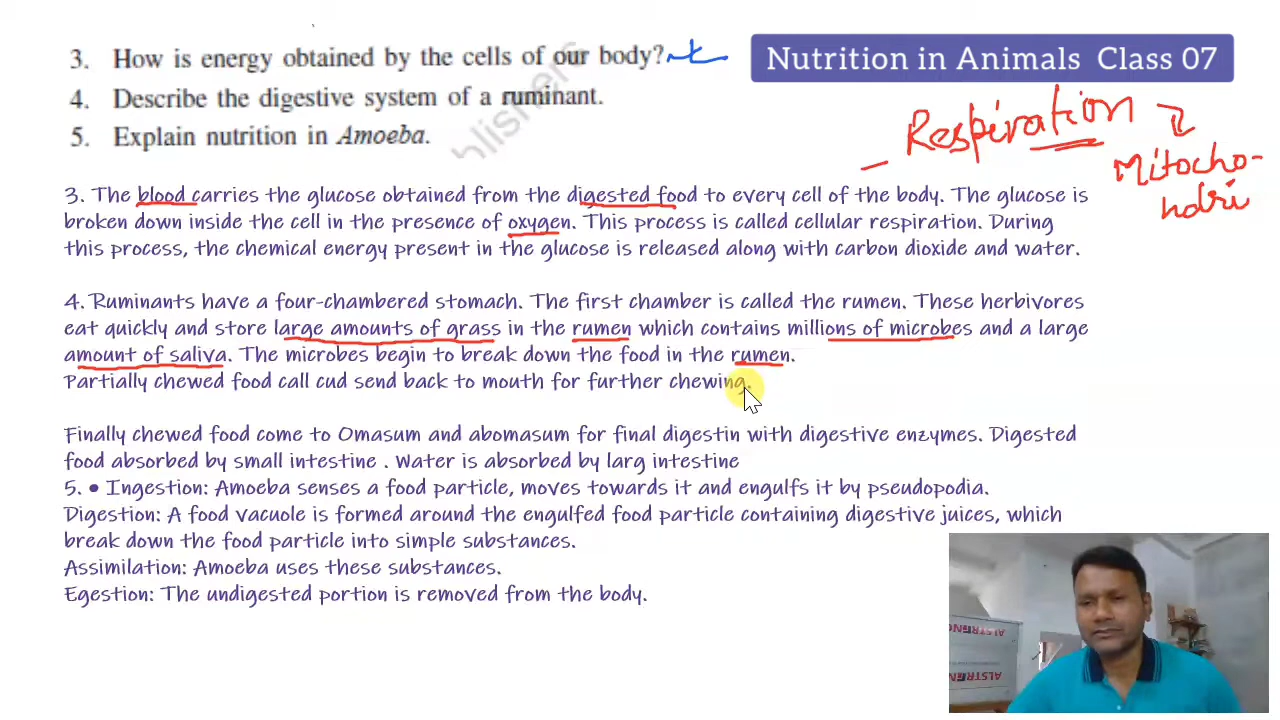 3. How is energy obtained by the cells of our body?
Nutrition in Animals Class 07
4. Describe the digestive system of a ruminant.
5. Explain nutrition in Amoeba.
blishers
Respiration
Mitocho-
ndri
3. The blood carries the glucose obtained from the digested food to every cell of the body. The glucose is
broken down inside the cell in the presence of oxygen. This process is called cellular respiration. During
this process, the chemical energy present in the glucose is released along with carbon dioxide and water.
4. Ruminants have a four-chambered stomach. The first chamber is called the rumen. These herbivores
eat quickly and store large amounts of grass in the rumen which contains millions of microbes and a large
amount of saliva. The microbes begin to break down the food in the rumen.
Partially chewed food call cud send back to mouth for further chewing.
Finally chewed food come to Omasum and abomasum for final digestin with digestive enzymes. Digested
food absorbed by small intestine . Water is absorbed by larg intestine
5. • Ingestion: Amoeba senses a food particle, moves towards it and engulfs it by pseudopodia.
Digestion: A food vacuole is formed around the engulfed food particle containing digestive juices, which
break down the food particle into simple substances.
Assimilation: Amoeba uses these substances.
Egestion: The undigested portion is removed from the body.
ALSTRONG
ALSTRONG